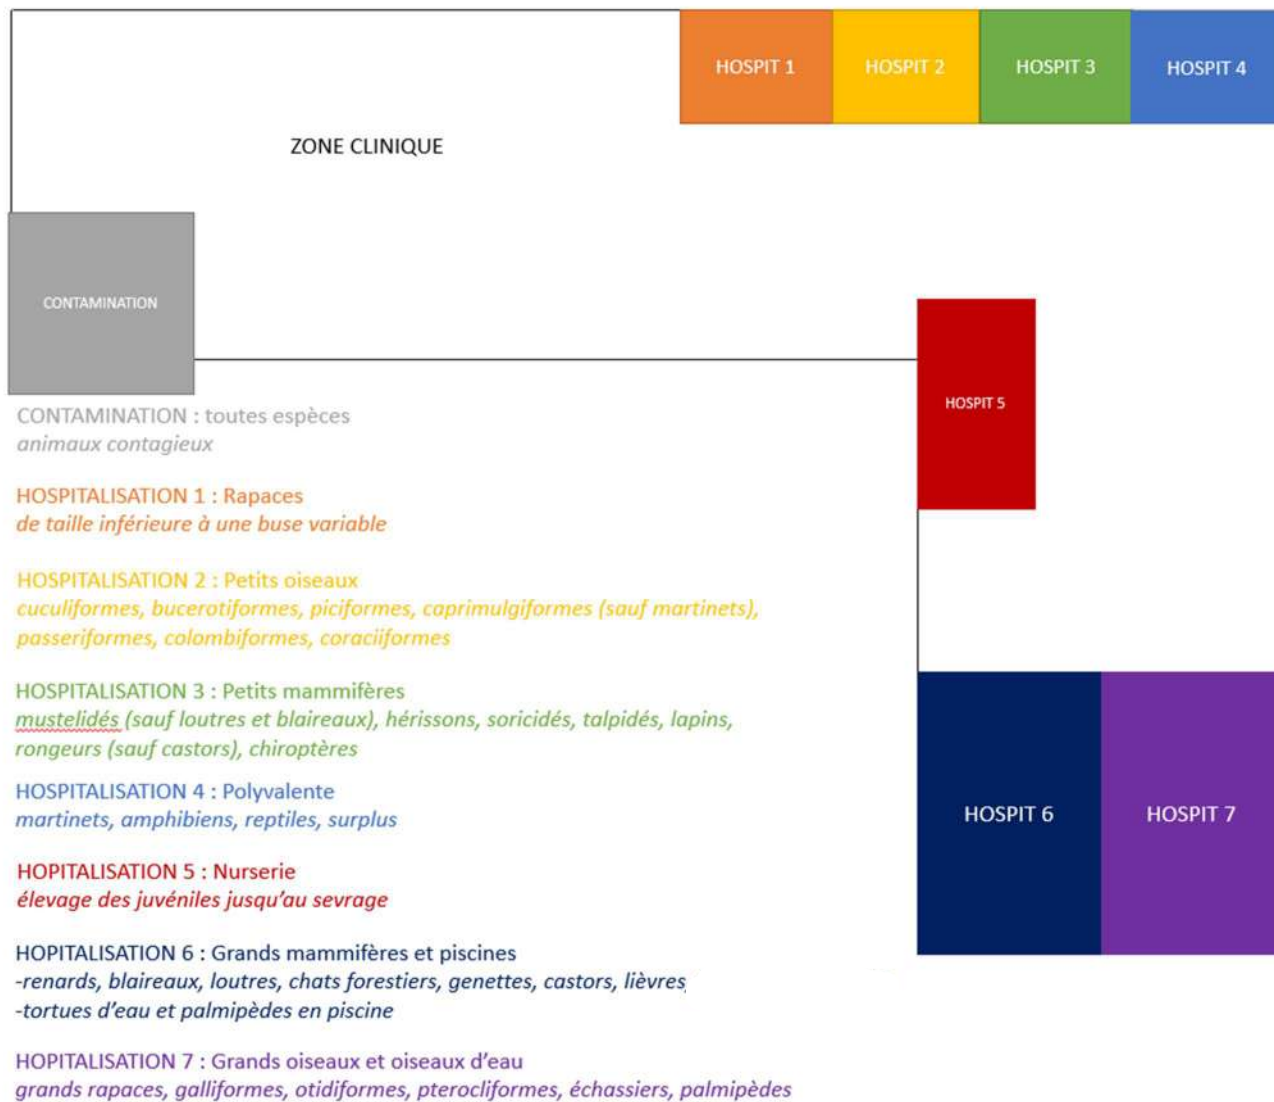 HOSPIT 1
HOSPIT 2
HOSPIT 3
HOSPIT 4
ZONE CLINIQUE
CONTAMINATION
HOSPIT 5
CONTAMINATION : toutes espèces
animaux contagieux
HOSPITALISATION 1 : Rapaces
de taille inférieure à une buse variable
HOSPITALISATION 2 : Petits oiseaux
cuculiformes, bucerotiformes, piciformes, caprimulgiformes (sauf martinets),
passeriformes, colombiformes, coraciiformes
HOSPITALISATION 3 : Petits mammifères
mustelidés (sauf loutres et blaireaux), hérissons, soricidés, talpidés, lapins,
rongeurs (sauf castors), chiroptères
HOSPITALISATION 4 : Polyvalente
martinets, amphibiens, reptiles, surplus
HOSPIT 6
HOSPIT 7
HOPITALISATION 5 : Nurserie
élevage des juvéniles jusqu'au sevrage
HOPITALISATION 6 : Grands mammifères et piscines
-renards, blaireaux, loutres, chats forestiers, genettes, castors, lièvres,
-tortues d'eau et palmipèdes en piscine
HOPITALISATION 7 : Grands oiseaux et oiseaux d'eau
grands rapaces, galliformes, otidiformes, pterocliformes, échassiers, palmipèdes